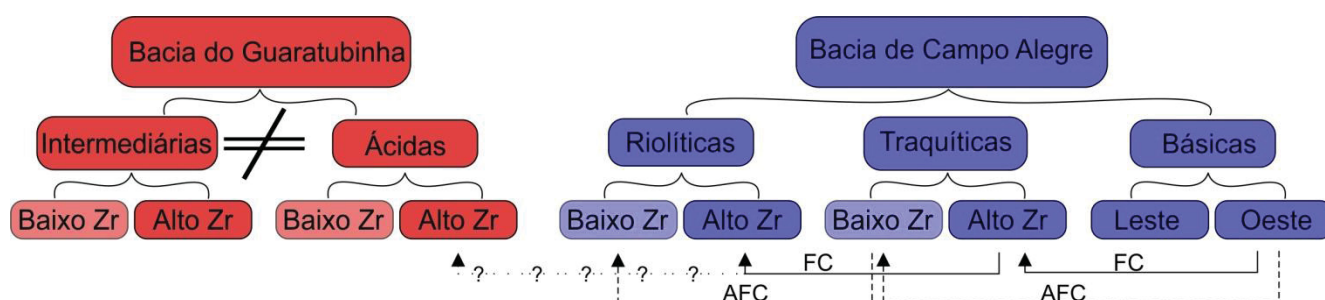 Bacia do Guaratubinha Bacia de Campo Alegre
Intermediárias Ácidas Riolíticas Traquíticas Básicas
Baixo Zr Alto Zr Baixo Zr Alto Zr Baixo Zr Alto Zr Baixo Zr Alto Zr Leste Oeste
? ? ? ? ? FC FC
AFC AFC